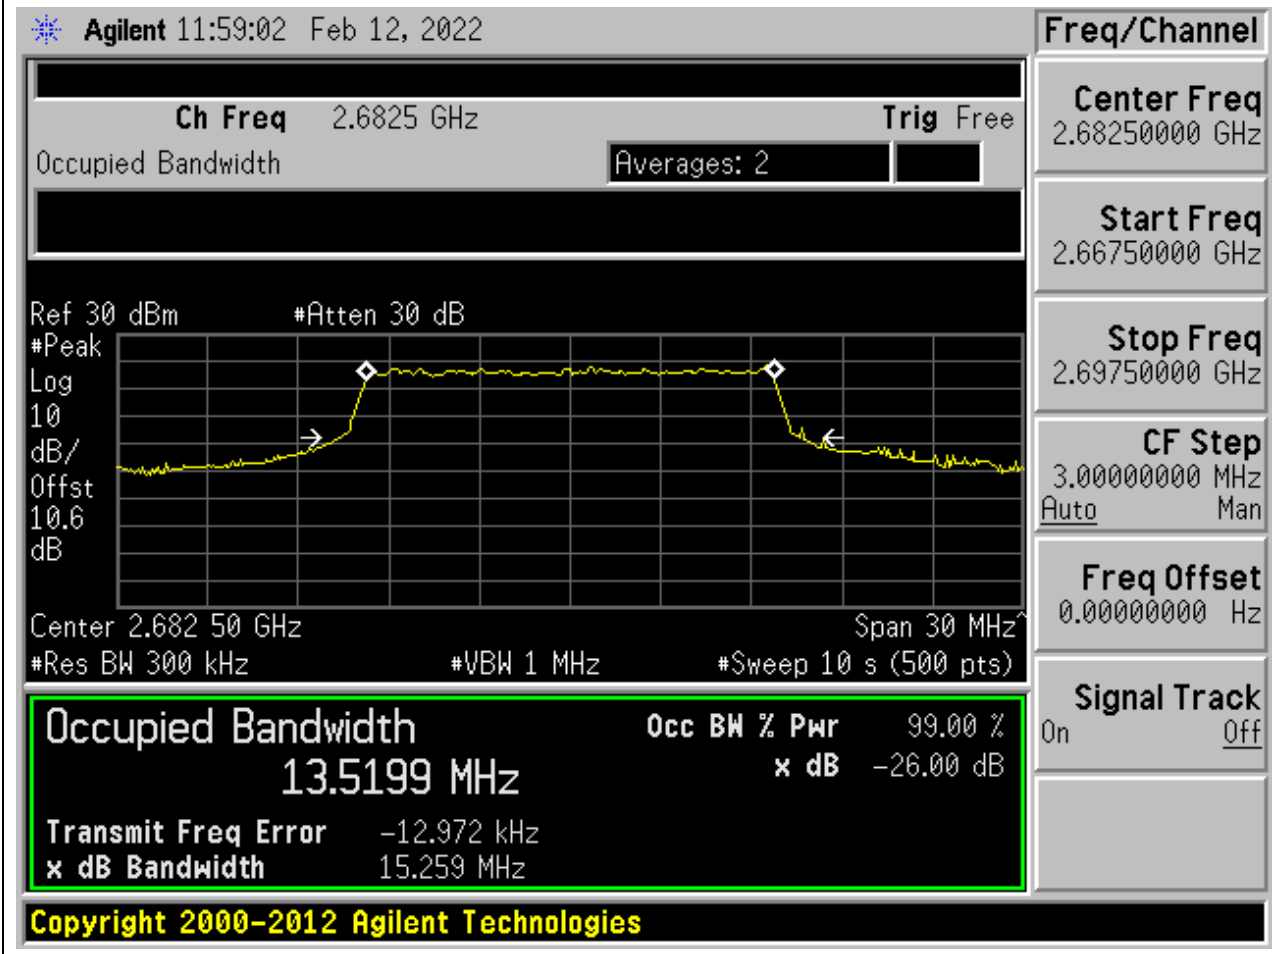 Agilent 11:59:02 Feb 12, 2022
Freq/Channel
Ch Freq 2.6825 GHz Trig Free
Occupied Bandwidth Averages: 2
Center Freq
2.68250000 GHz
Start Freq
2.66750000 GHz
Stop Freq
2.69750000 GHz
CF Step
3.00000000 MHz
Auto Man
Freq Offset
0.00000000 Hz
Signal Track
On Off
Ref 30 dBm #Atten 30 dB
#Peak
Log
10
dB/
Offst
10.6
dB
Center 2.682 50 GHz Span 30 MHz^
#Res BW 300 kHz #VBW 1 MHz #Sweep 10 s (500 pts)
Occupied Bandwidth Occ BW % Pwr 99.00 %
13.5199 MHz x dB -26.00 dB
Transmit Freq Error -12.972 kHz
x dB Bandwidth 15.259 MHz
Copyright 2000-2012 Agilent Technologies